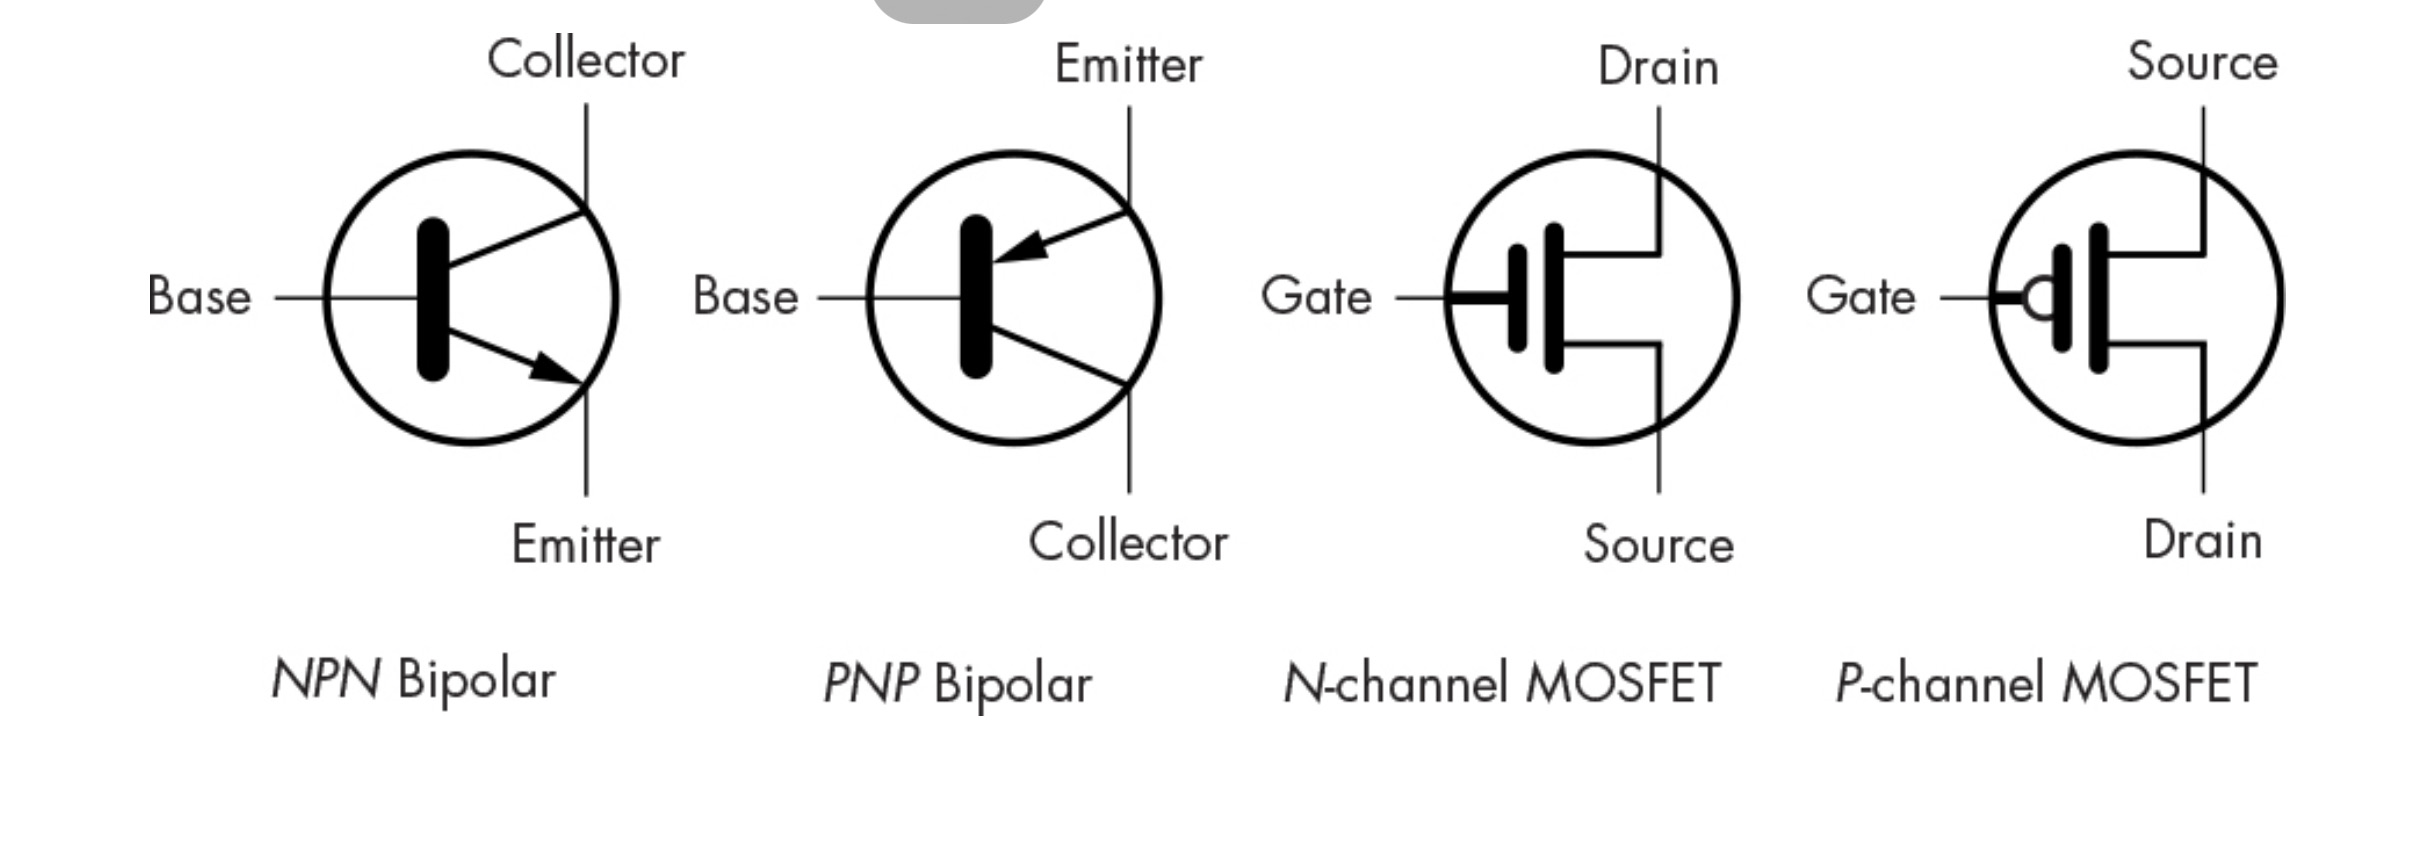 Collector
Emitter
Drain
Source
Base
Base
Gate
Gate
Emitter
Collector
Source
Drain
NPN Bipolar
PNP Bipolar
N-channel MOSFET
P-channel MOSFET